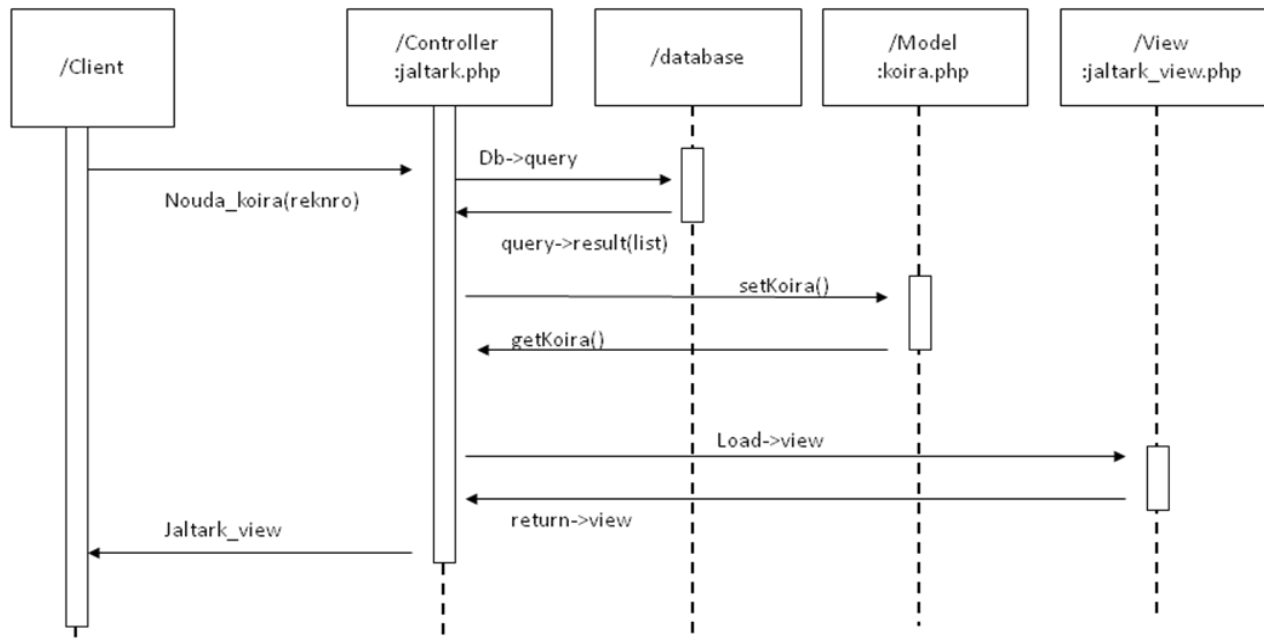 /Client
/Controller
:jaltark.php
/database
/Model
:koira.php
/View
:jaltark_view.php
Db->query
Nouda_koira(reknro)
query->result(list)
setKoira()
getKoira()
Load->view
return->view
Jaltark_view